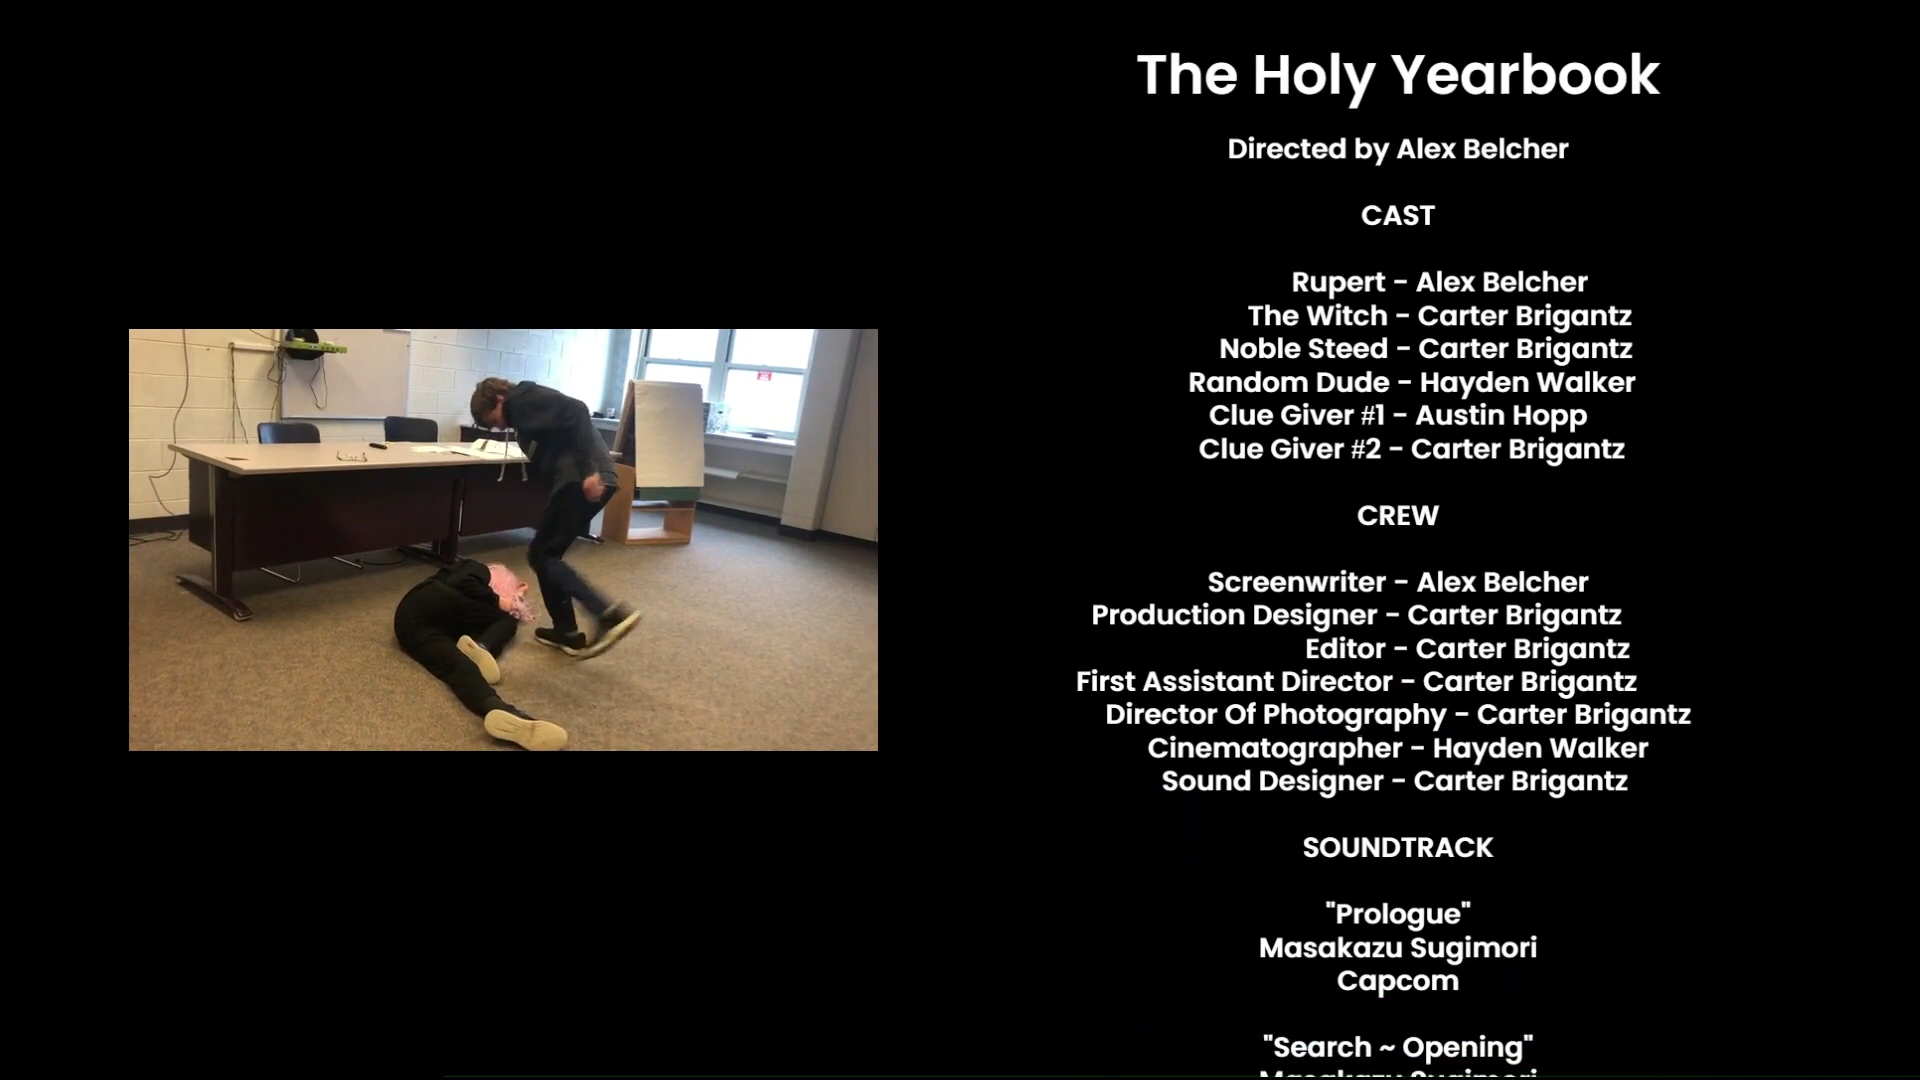 The Holy Yearbook
Directed by Alex Belcher
CAST
Rupert - Alex Belcher
The Witch - Carter Brigantz
Noble Steed - Carter Brigantz
Random Dude - Hayden Walker
Clue Giver #1 - Austin Hopp
Clue Giver #2 - Carter Brigantz
CREW
Screenwriter - Alex Belcher
Production Designer - Carter Brigantz
Editor - Carter Brigantz
First Assistant Director - Carter Brigantz
Director Of Photography - Carter Brigantz
Cinematographer - Hayden Walker
Sound Designer - Carter Brigantz
SOUNDTRACK
"Prologue"
Masakazu Sugimori
Capcom
"Search ~ Opening"
Masakazu Sugimori